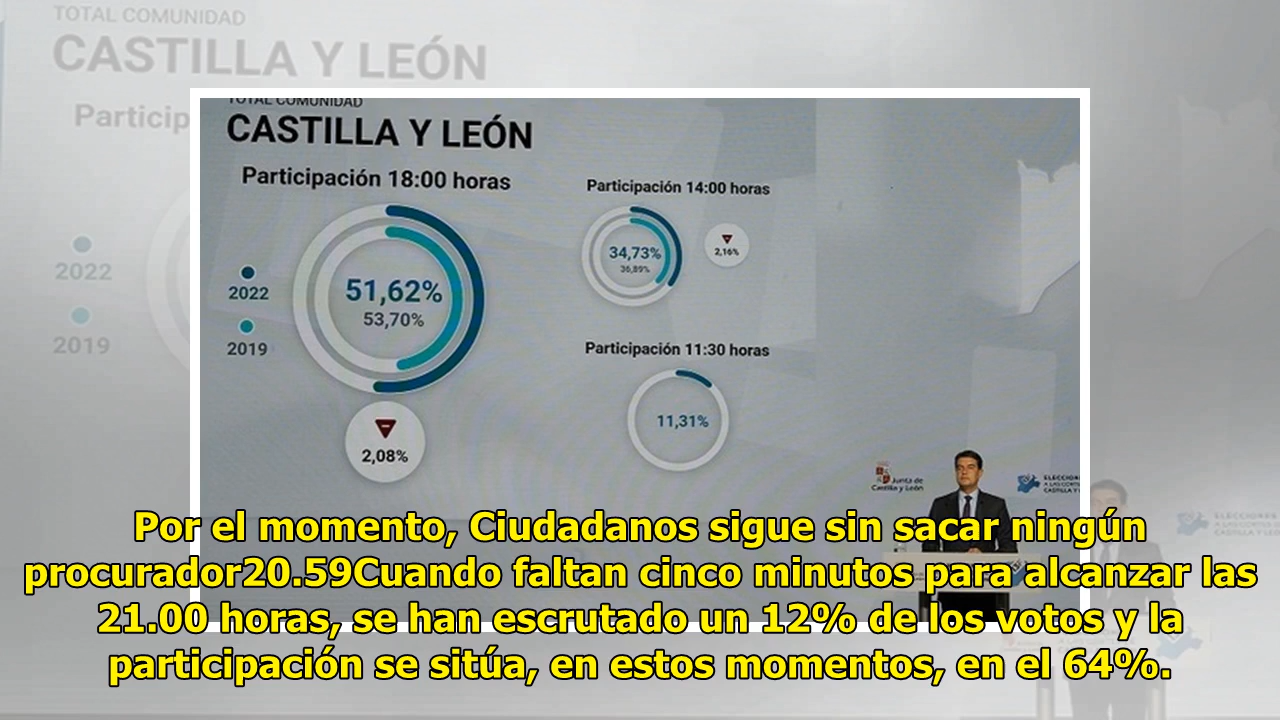 TOTAL COMUNIDAD
CASTILLA Y LEÓN
Particip
2022
2019
TOTAL COMUNIDAD
CASTILLA Y LEÓN
Participación 18:00 horas
2022
2019
51,62%
53,70%
2,08%
Participación 14:00 horas
34,73%
36,89%
2,16%
Participación 11:30 horas
11,31%
Junta de
Castilla y León
ELECCIONES
A LAS CORTES
CASTILLA Y
Por el momento, Ciudadanos sigue sin sacar ningún
procurador20.59Cuando faltan cinco minutos para alcanzar las
21.00 horas, se han escrutado un 12% de los votos y la
participación se sitúa, en estos momentos, en el 64%.